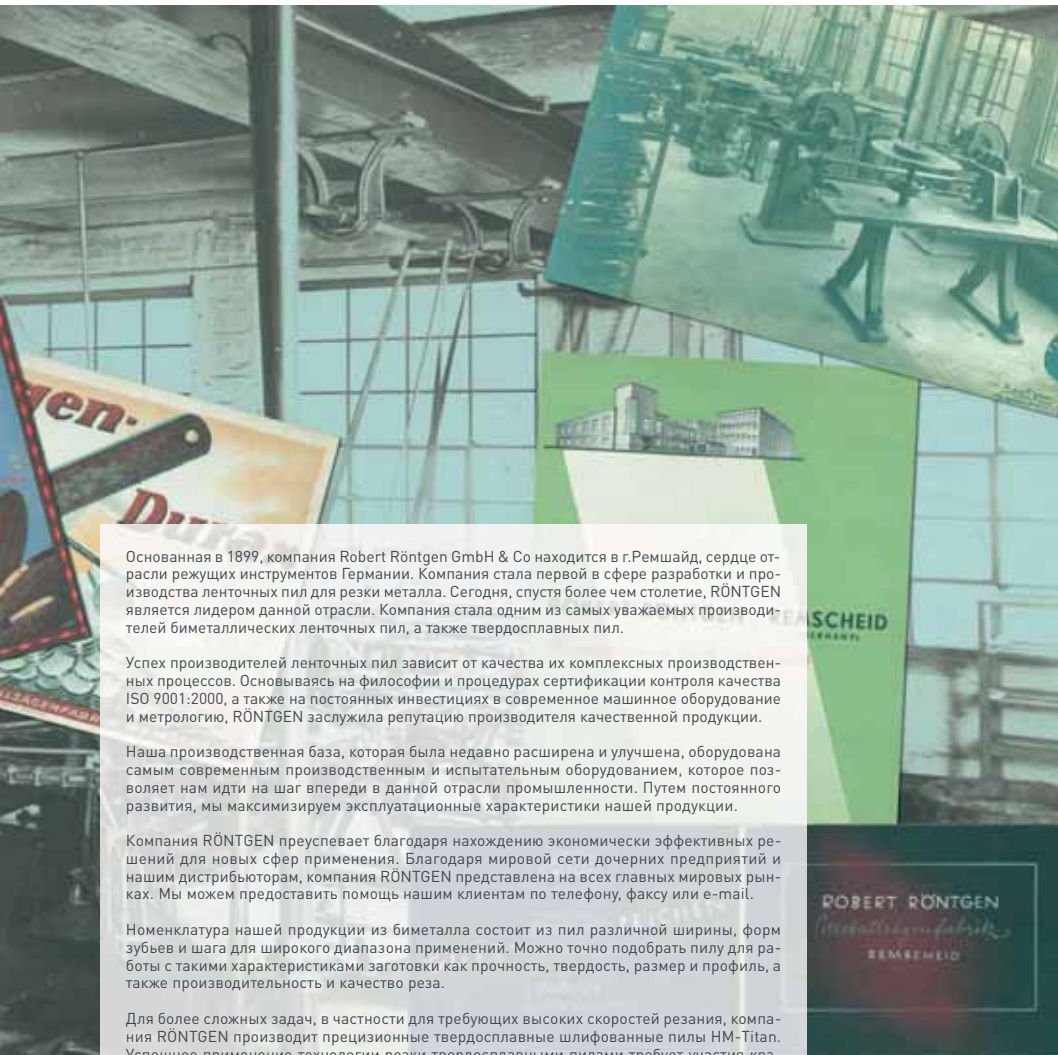 gen-
Dura
Основанная в 1899, компания Robert Röntgen GmbH & Co находится в г.Ремшайд, сердце от-
расли режущих инструментов Германии. Компания стала первой в сфере разработки и про-
изводства ленточных пил для резки металла. Сегодня, спустя более чем столетие, RÖNTGEN
является лидером данной отрасли. Компания стала одним из самых уважаемых производи-
телей биметаллических ленточных пил, а также твердосплавных пил.
Успех производителей ленточных пил зависит от качества их комплексных производствен-
ных процессов. Основываясь на философии и процедурах сертификации контроля качества
ISO 9001:2000, а также на постоянных инвестициях в современное машинное оборудование
и метрологию, RÖNTGEN заслужила репутацию производителя качественной продукции.
Наша производственная база, которая была недавно расширена и улучшена, оборудована
самым современным производственным и испытательным оборудованием, которое поз-
воляет нам идти на шаг впереди в данной отрасли промышленности. Путем постоянного
развития, мы максимизируем эксплуатационные характеристики нашей продукции.
Компания RÖNTGEN преуспевает благодаря нахождению экономически эффективных ре-
шений для новых сфер применения. Благодаря мировой сети дочерних предприятий и
нашим дистрибьюторам, компания RÖNTGEN представлена на всех главных мировых рын-
ках. Мы можем предоставить помощь нашим клиентам по телефону, факсу или e-mail.
Номенклатура нашей продукции из биметалла состоит из пил различной ширины, форм
зубьев и шага для широкого диапазона применений. Можно точно подобрать пилу для ра-
боты с такими характеристиками заготовки как прочность, твердость, размер и профиль, а
также производительность и качество реза.
Для более сложных задач, в частности для требующих высоких скоростей резания, компа-
ния RÖNTGEN производит прецизионные твердосплавные шлифованные пилы HM-Titan.
Успешное применение технологии резки твердосплавными пилами требует участия ква-
RÖNTGEN REMSCHEID
ROBERT RÖNTGEN
REMSCHEID